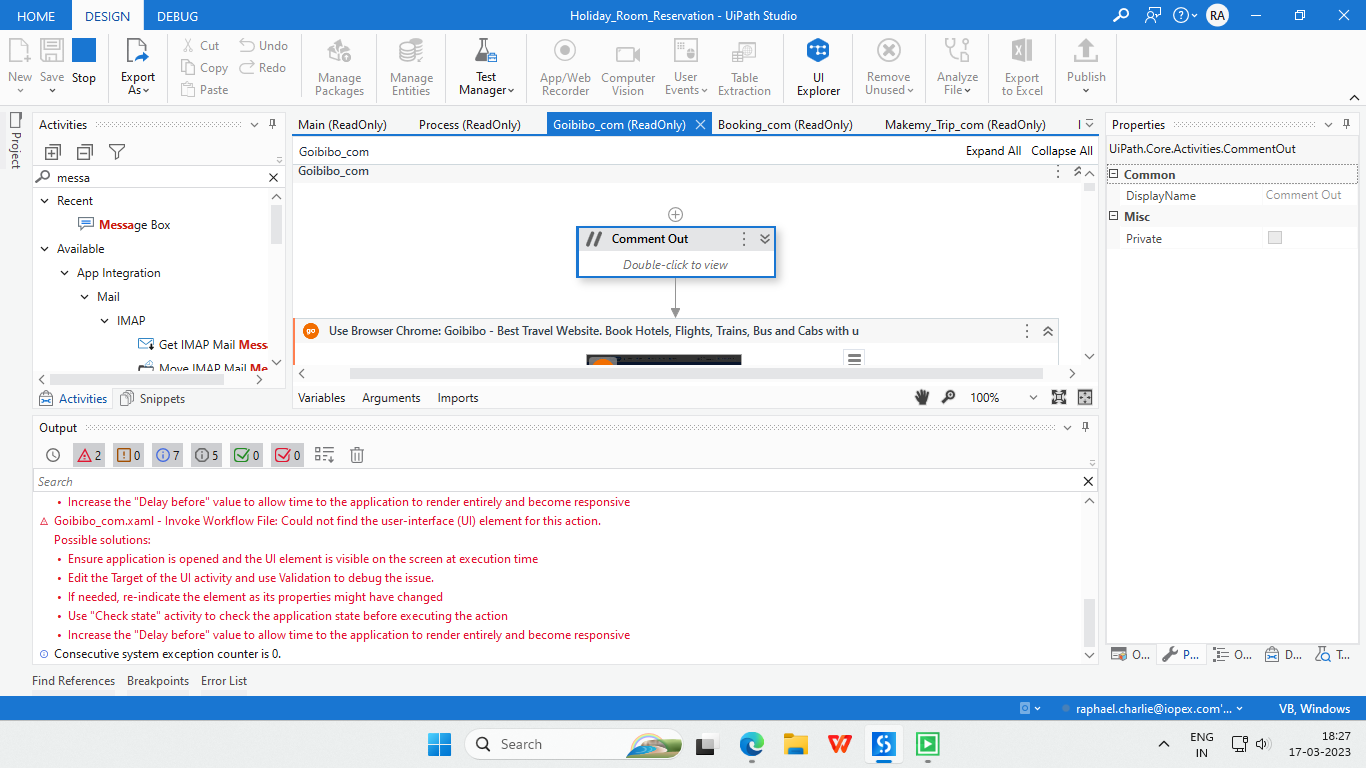 HOME DESIGN DEBUG Holiday_Room_Reservation - UiPath Studio RA
New Save Stop
Export As
Cut Undo
Copy Redo
Paste
Manage Packages
Manage Entities
Test Manager
App/Web Recorder
Computer Vision
User Events
Table Extraction
UI Explorer
Remove Unused
Analyze File
Export to Excel
Publish
Project
Activities
messa
Recent
Message Box
Available
App Integration
Mail
IMAP
Get IMAP Mail Mess
Move IMAP Mail Me
Activities Snippets
Main (ReadOnly) Process (ReadOnly) Goibibo_com (ReadOnly) Booking_com (ReadOnly) Makemy_Trip_com (ReadOnly)
Goibibo_com Expand All Collapse All
Goibibo_com
Comment Out
Double-click to view
go Use Browser Chrome: Goibibo - Best Travel Website. Book Hotels, Flights, Trains, Bus and Cabs with u
Variables Arguments Imports 100%
Properties
UiPath.Core.Activities.CommentOut
Common
DisplayName Comment Out
Misc
Private
O... P... O... D... T...
Output
2 0 7 5 0 0
Search
• Increase the "Delay before" value to allow time to the application to render entirely and become responsive
Goibibo_com.xaml - Invoke Workflow File: Could not find the user-interface (UI) element for this action.
Possible solutions:
• Ensure application is opened and the UI element is visible on the screen at execution time
• Edit the Target of the UI activity and use Validation to debug the issue.
• If needed, re-indicate the element as its properties might have changed
• Use "Check state" activity to check the application state before executing the action
• Increase the "Delay before" value to allow time to the application to render entirely and become responsive
Consecutive system exception counter is 0.
Find References Breakpoints Error List
raphael.charlie@iopex.com'... VB, Windows
Search
ENG
IN
18:27
17-03-2023